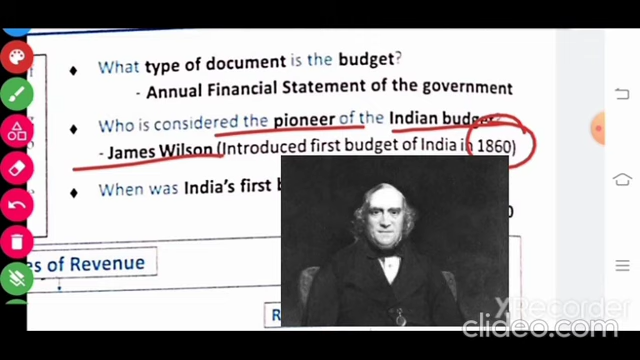 ♦ What type of document is the budget?
- Annual Financial Statement of the government
♦ Who is considered the pioneer of the Indian budget
- James Wilson (Introduced first budget of India in 1860)
♦ When was India's first b
0
es of Revenue
R
XRecorder
clideo.com